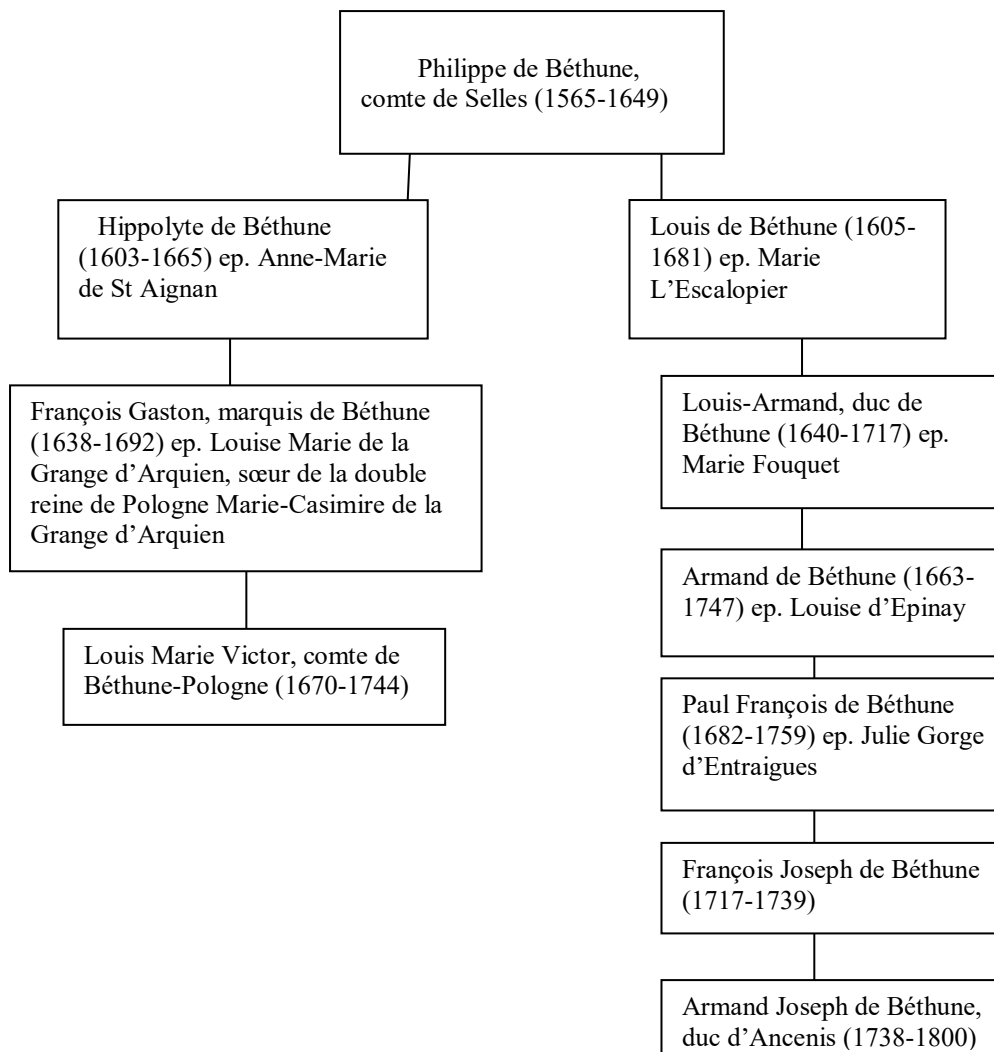 Philippe de Béthune,
comte de Selles (1565-1649)
Hippolyte de Béthune
(1603-1665) ep. Anne-Marie
de St Aignan
Louis de Béthune (1605-
1681) ep. Marie
L’Escalopier
François Gaston, marquis de Béthune
(1638-1692) ep. Louise Marie de la
Grange d’Arquien, sœur de la double
reine de Pologne Marie-Casimire de la
Grange d’Arquien
Louis-Armand, duc de
Béthune (1640-1717) ep.
Marie Fouquet
Armand de Béthune (1663-
1747) ep. Louise d’Epinay
Louis Marie Victor, comte de
Béthune-Pologne (1670-1744)
Paul François de Béthune
(1682-1759) ep. Julie Gorge
d’Entraigues
François Joseph de Béthune
(1717-1739)
Armand Joseph de Béthune,
duc d’Ancenis (1738-1800)